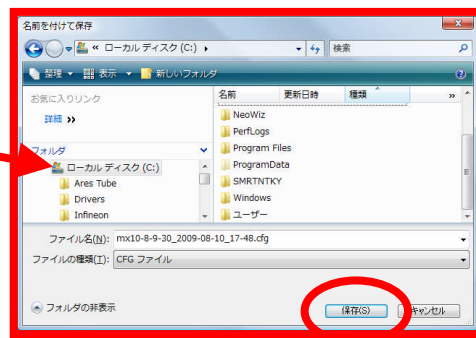 名前を付けて保存
« ローカル ディスク (C:) ▸ 検索
整理 表示 新しいフォルダ
お気に入りリンク
詳細 »
フォルダ
ローカル ディスク (C:)
Ares Tube
Drivers
Infineon
名前 更新日時 種類 »
NeoWiz
PerfLogs
Program Files
ProgramData
SMRTNTKY
Windows
ユーザー
ファイル名(N): mx10-8-9-30_2009-08-10_17-48.cfg
ファイルの種類(T): CFG ファイル
フォルダの非表示 保存(S) キャンセル